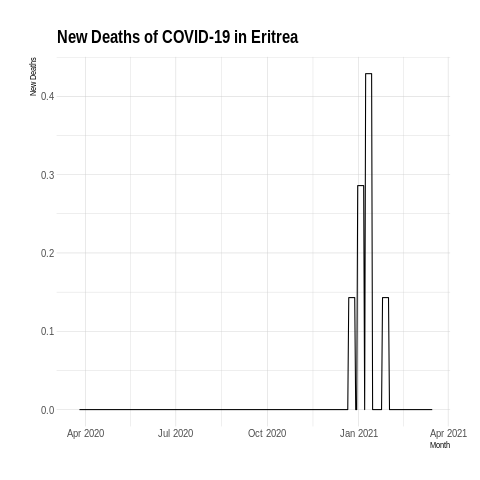 New Deaths of COVID-19 in Eritrea
New Deaths
0.4
0.3
0.2
0.1
0.0
Apr 2020 Jul 2020 Oct 2020 Jan 2021 Apr 2021
Month